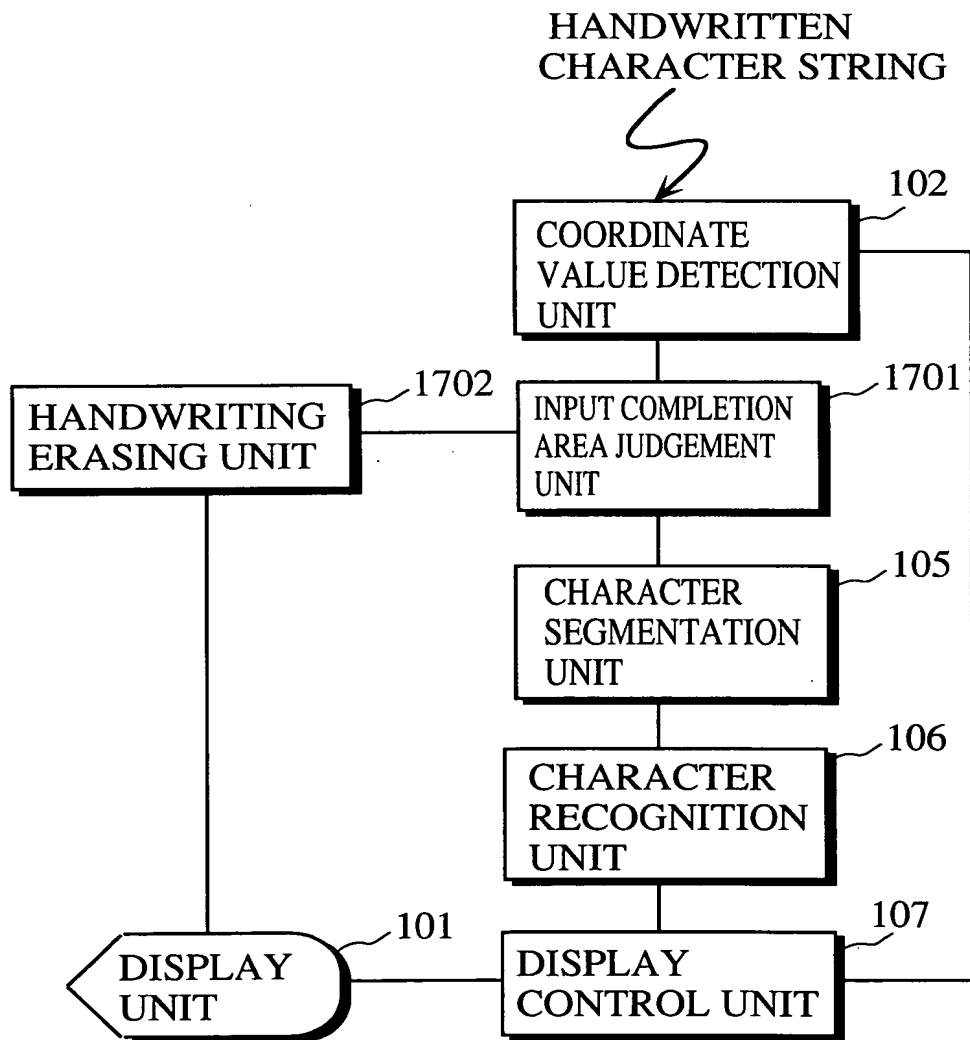 HANDWRITTEN
CHARACTER STRING
102
COORDINATE
VALUE DETECTION
UNIT
1702
HANDWRITING
ERASING UNIT
1701
INPUT COMPLETION
AREA JUDGEMENT
UNIT
105
CHARACTER
SEGMENTATION
UNIT
106
CHARACTER
RECOGNITION
UNIT
101
DISPLAY
UNIT
107
DISPLAY
CONTROL UNIT